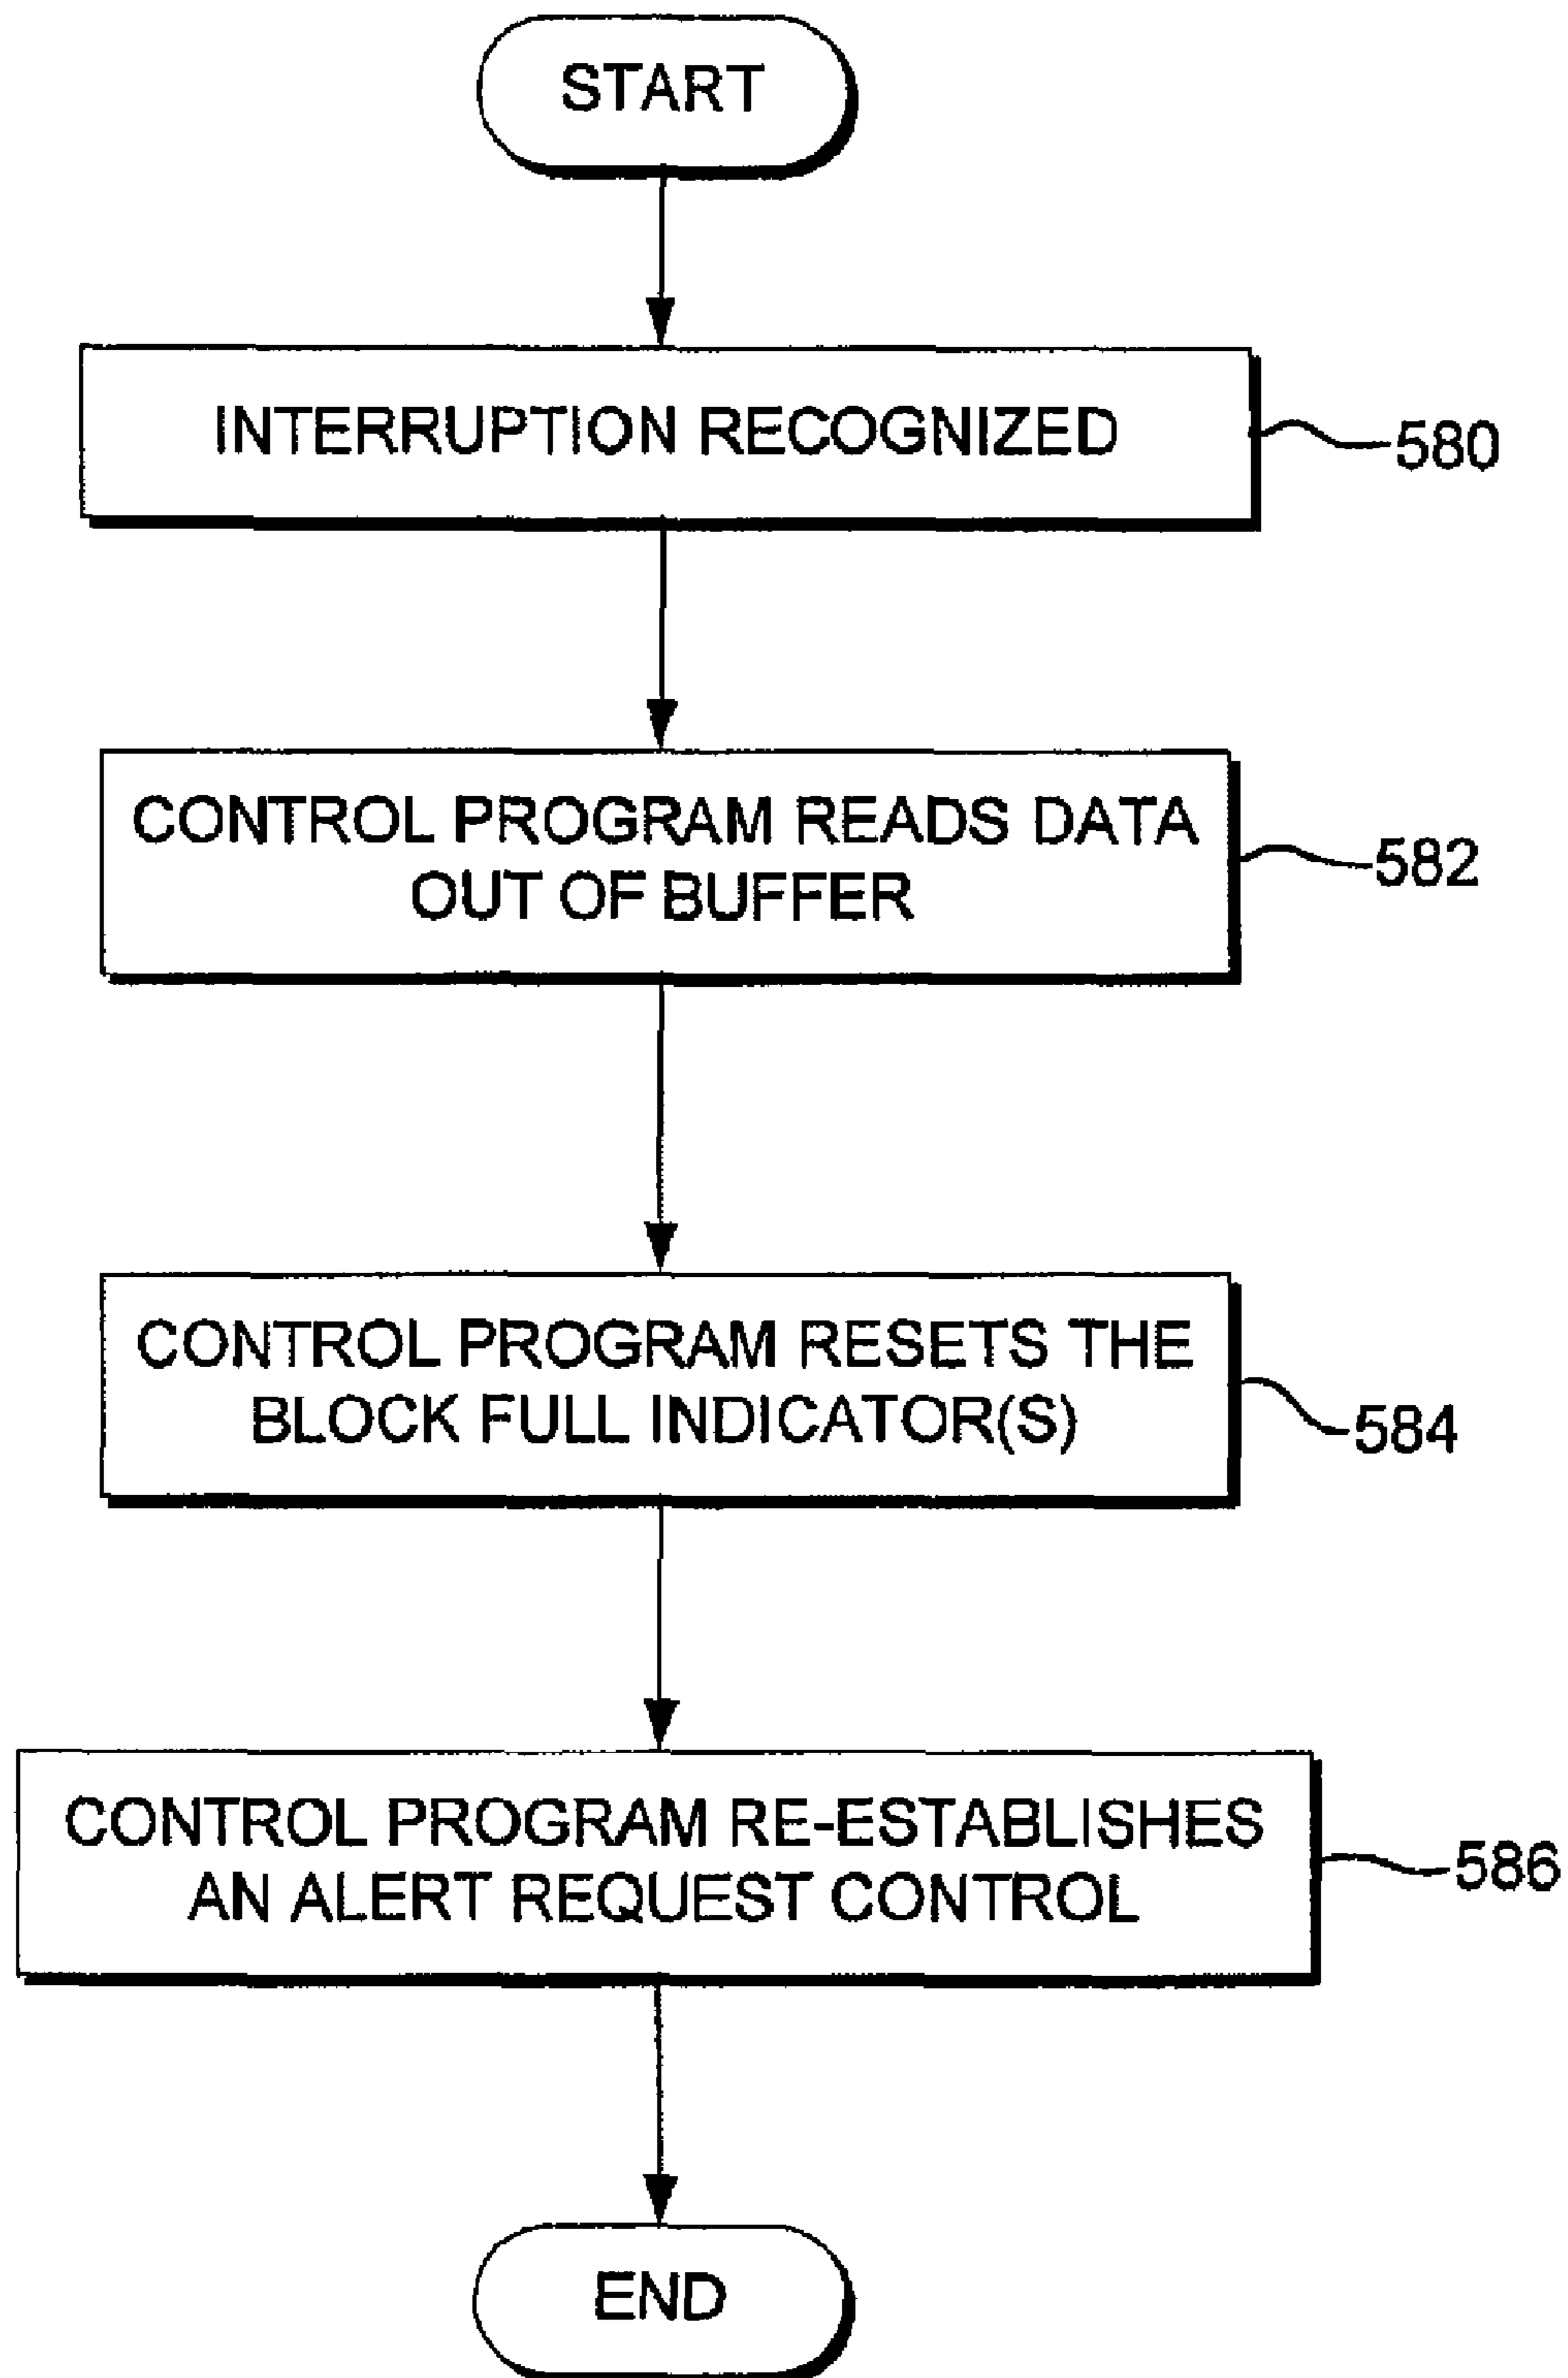 START
INTERRUPTION RECOGNIZED
580
CONTROL PROGRAM READS DATA
OUT OF BUFFER
582
CONTROL PROGRAM RESETS THE
BLOCK FULL INDICATOR(S)
584
CONTROL PROGRAM RE-ESTABLISHES
AN ALERT REQUEST CONTROL
586
END